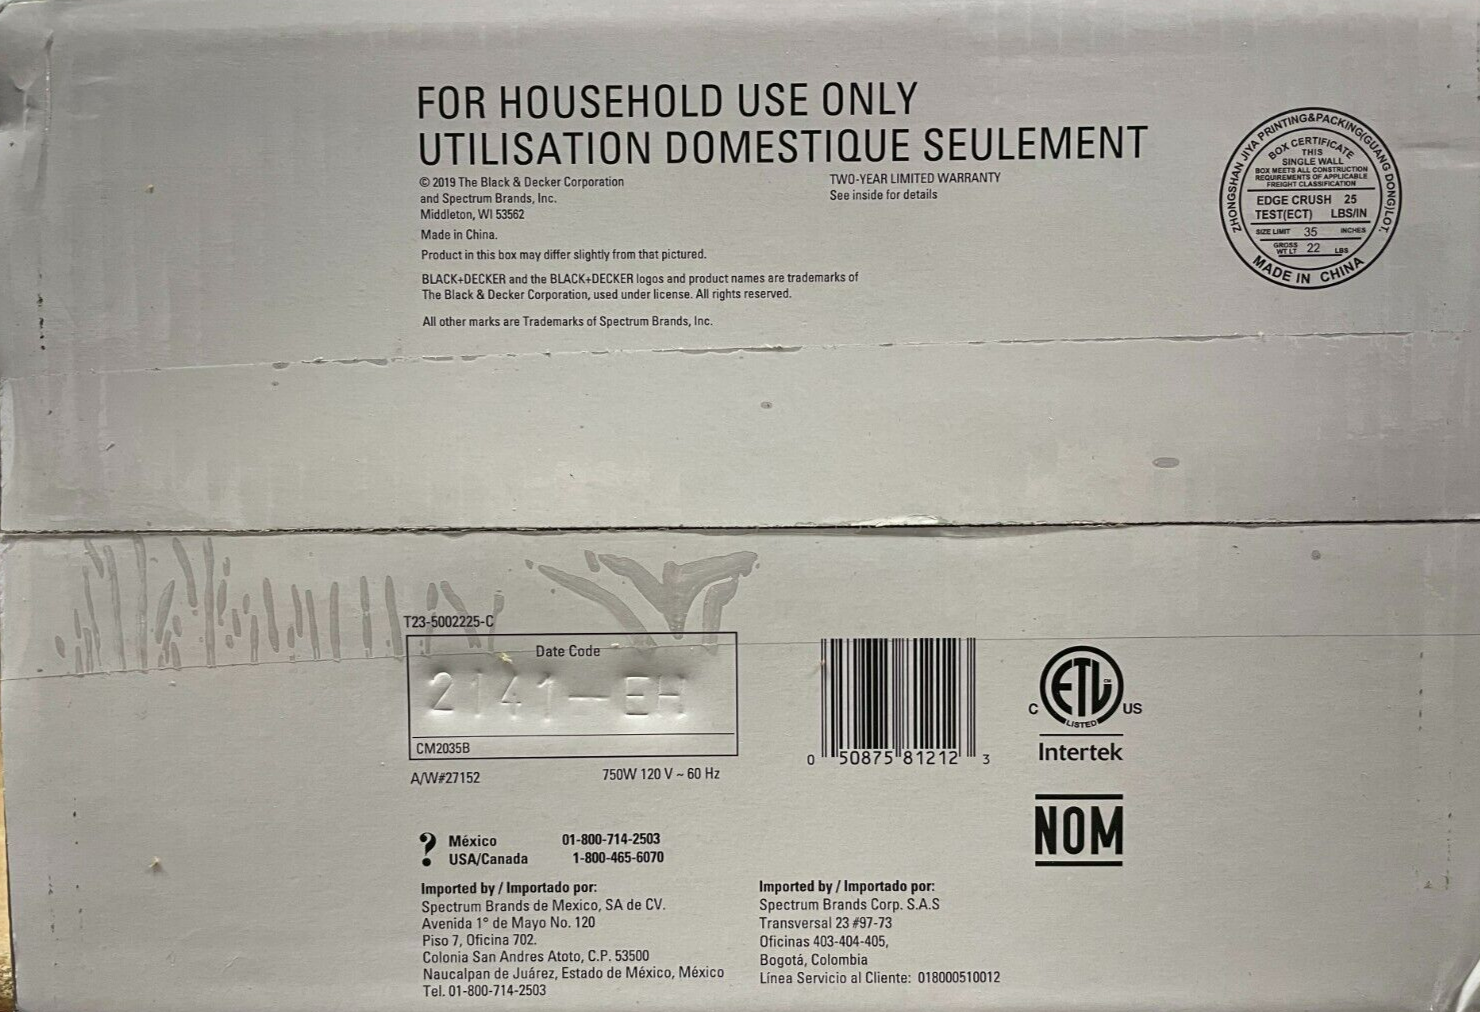 FOR HOUSEHOLD USE ONLY
UTILISATION DOMESTIQUE SEULEMENT
© 2019 The Black & Decker Corporation
and Spectrum Brands, Inc.
Middleton, WI 53562
Made in China.
Product in this box may differ slightly from that pictured.
BLACK+DECKER and the BLACK+DECKER logos and product names are trademarks of
The Black & Decker Corporation, used under license. All rights reserved.
All other marks are Trademarks of Spectrum Brands, Inc.
TWO-YEAR LIMITED WARRANTY
See inside for details
ZHONGSHAN JIYA PRINTING&PACKING(GUANG DONG)LOT.
BOX CERTIFICATE
THIS
SINGLE WALL
BOX MEETS ALL CONSTRUCTION
REQUIREMENTS OF APPLICABLE
FREIGHT CLASSIFICATION
EDGE CRUSH 25
TEST(ECT) LBS/IN
SIZE LIMIT 35 INCHES
GROSS
WT LT 22 LBS
MADE IN CHINA
T23-5002225-C
Date Code
2141-EH
CM2035B
A/W#27152
750W 120 V ~ 60 Hz
0 50875 81212 3
ETL CM
LISTED
C US
Intertek
NOM
? México 01-800-714-2503
USA/Canada 1-800-465-6070
Imported by / Importado por:
Spectrum Brands de Mexico, SA de CV.
Avenida 1° de Mayo No. 120
Piso 7, Oficina 702.
Colonia San Andres Atoto, C.P. 53500
Naucalpan de Juárez, Estado de México, México
Tel. 01-800-714-2503
Imported by / Importado por:
Spectrum Brands Corp. S.A.S
Transversal 23 #97-73
Oficinas 403-404-405,
Bogotá, Colombia
Línea Servicio al Cliente: 018000510012